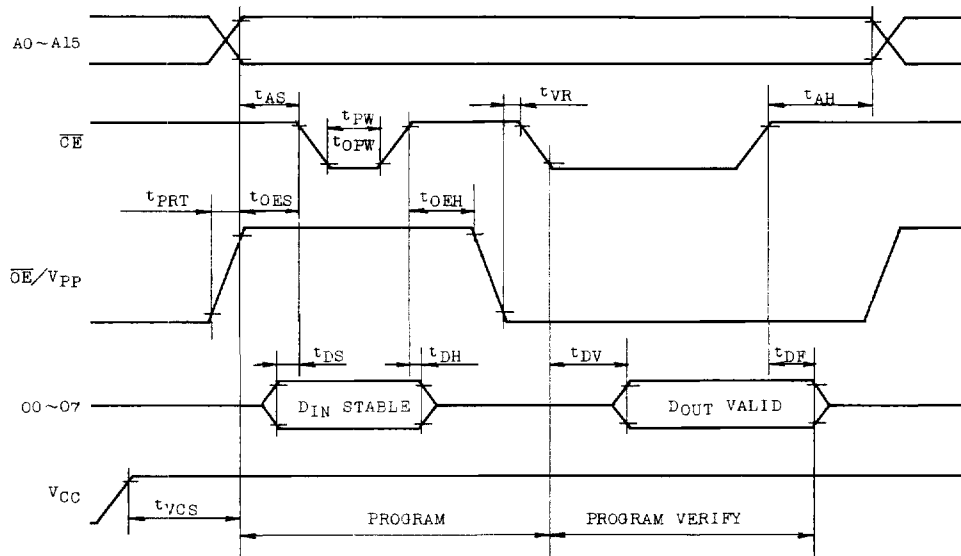 A0~A15
tAS
tVR
tAH
CE
tPW
tOPW
tPRT
tOES
tOEH
OE/VPP
tDS
tDH
tDV
tDF
O0~O7
DIN STABLE
DOUT VALID
VCC
tVCS
PROGRAM
PROGRAM VERIFY